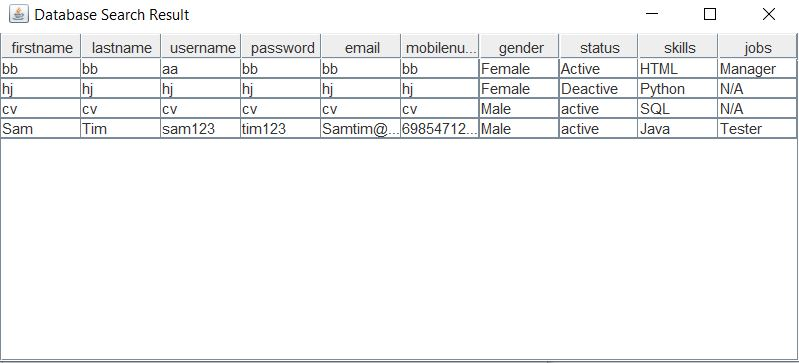 Database Search Result
firstname lastname username password email mobilenu... gender status skills jobs
bb bb aa bb bb bb Female Active HTML Manager
hj hj hj hj hj hj Female Deactive Python N/A
cv cv cv cv cv cv Male active SQL N/A
Sam Tim sam123 tim123 Samtim@... 69854712... Male active Java Tester